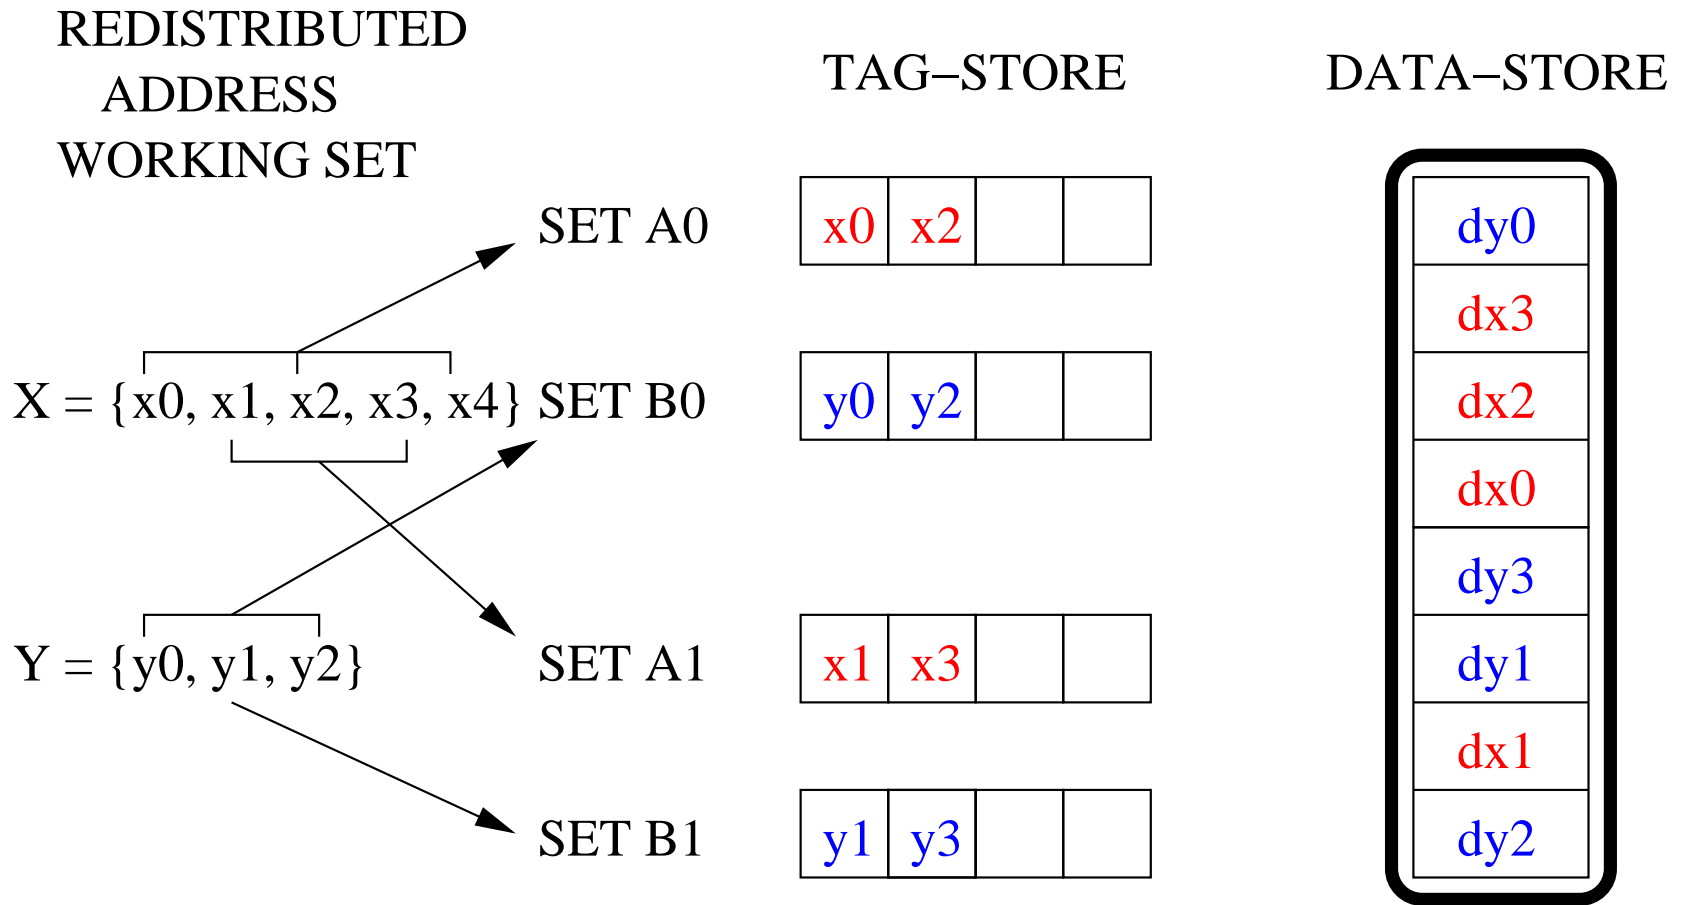 REDISTRIBUTED
ADDRESS
WORKING SET
TAG–STORE
DATA–STORE
SET A0
x0 x2
X = {x0, x1, x2, x3, x4}
SET B0
y0 y2
Y = {y0, y1, y2}
SET A1
x1 x3
SET B1
y1 y3
dy0
dx3
dx2
dx0
dy3
dy1
dx1
dy2